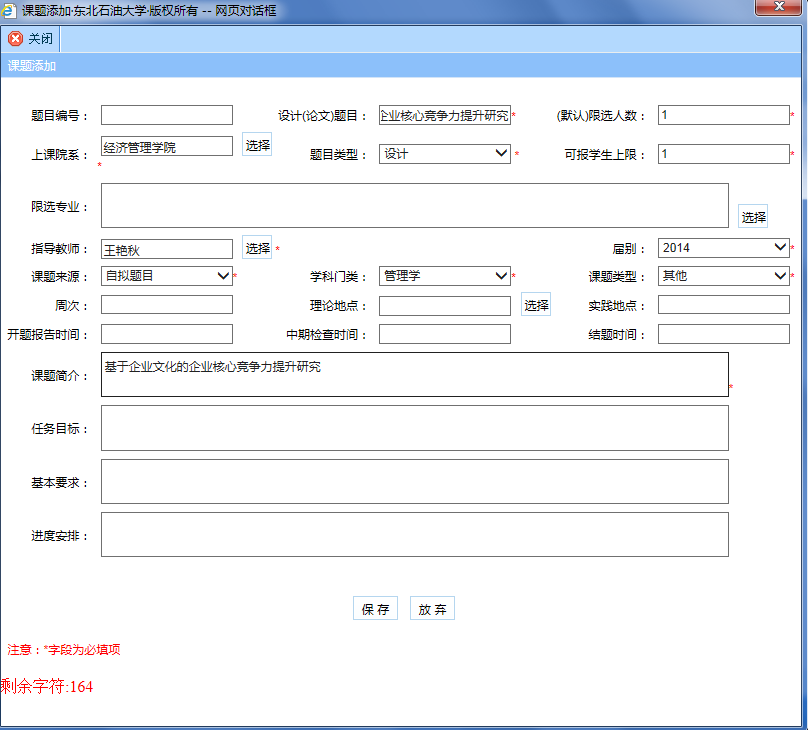 课题添加·东北石油大学·版权所有 -- 网页对话框
关闭
课题添加
题目编号： 设计(论文)题目： 企业核心竞争力提升研究* (默认)限选人数： 1*
上课院系： 经济管理学院 选择 * 题目类型： 设计 * 可报学生上限： 1*
限选专业： 选择
指导教师： 王艳秋 选择 * 届别： 2014 *
课题来源： 自拟题目 * 学科门类： 管理学 * 课题类型： 其他 *
周次： 理论地点： 选择 实践地点：
开题报告时间： 中期检查时间： 结题时间：
课题简介： 基于企业文化的企业核心竞争力提升研究 *
任务目标：
基本要求：
进度安排：
保 存 放 弃
注意：*字段为必填项
剩余字符:164